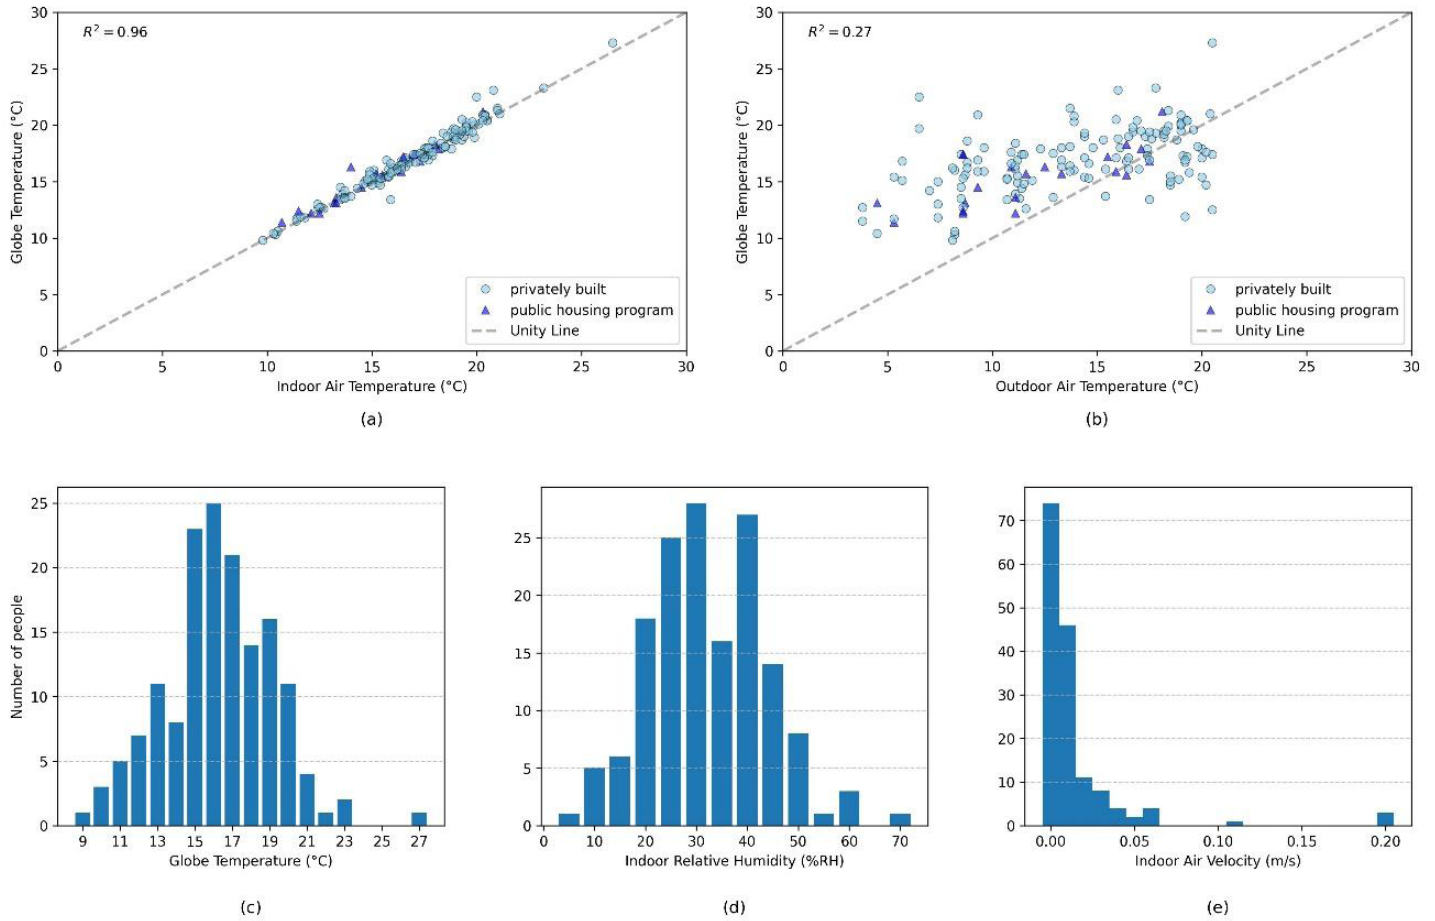 R² = 0.96
30
25
20
15
10
5
0
Globe Temperature (°C)
privately built
public housing program
Unity Line
0 5 10 15 20 25 30
Indoor Air Temperature (°C)
(a)
R² = 0.27
30
25
20
15
10
5
0
Globe Temperature (°C)
privately built
public housing program
Unity Line
0 5 10 15 20 25 30
Outdoor Air Temperature (°C)
(b)
25
20
15
10
5
0
Number of people
9 11 13 15 17 19 21 23 25 27
Globe Temperature (°C)
(c)
25
20
15
10
5
0
0 10 20 30 40 50 60 70
Indoor Relative Humidity (%RH)
(d)
70
60
50
40
30
20
10
0
0.00 0.05 0.10 0.15 0.20
Indoor Air Velocity (m/s)
(e)